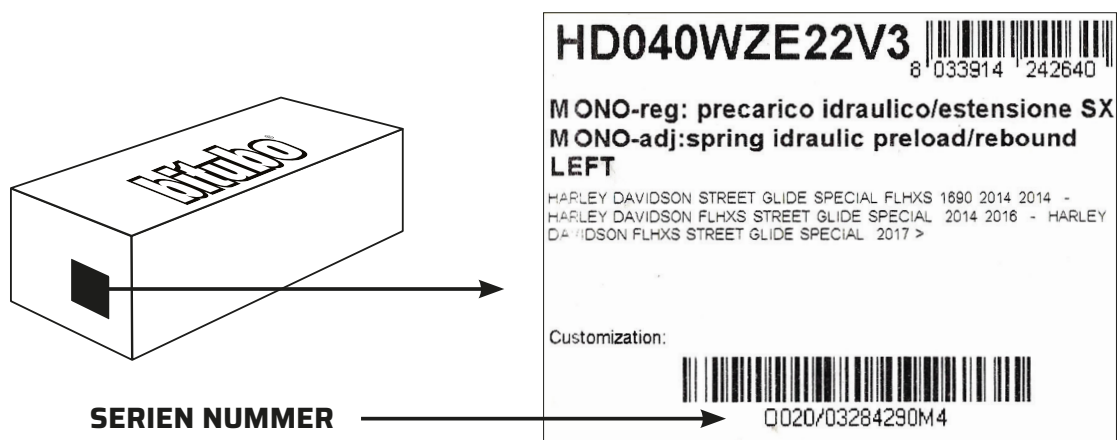 bitubo
HD040WZE22V3
8 033914 242640
MONO-reg: precarico idraulico/estensione SX
MONO-adj:spring idraulic preload/rebound
LEFT
HARLEY DAVIDSON STREET GLIDE SPECIAL FLHXS 1690 2014 2014 -
HARLEY DAVIDSON FLHXS STREET GLIDE SPECIAL 2014 2016 - HARLEY
DAVIDSON FLHXS STREET GLIDE SPECIAL 2017 >
Customization:
SERIEN NUMMER
Q020/03284290M4